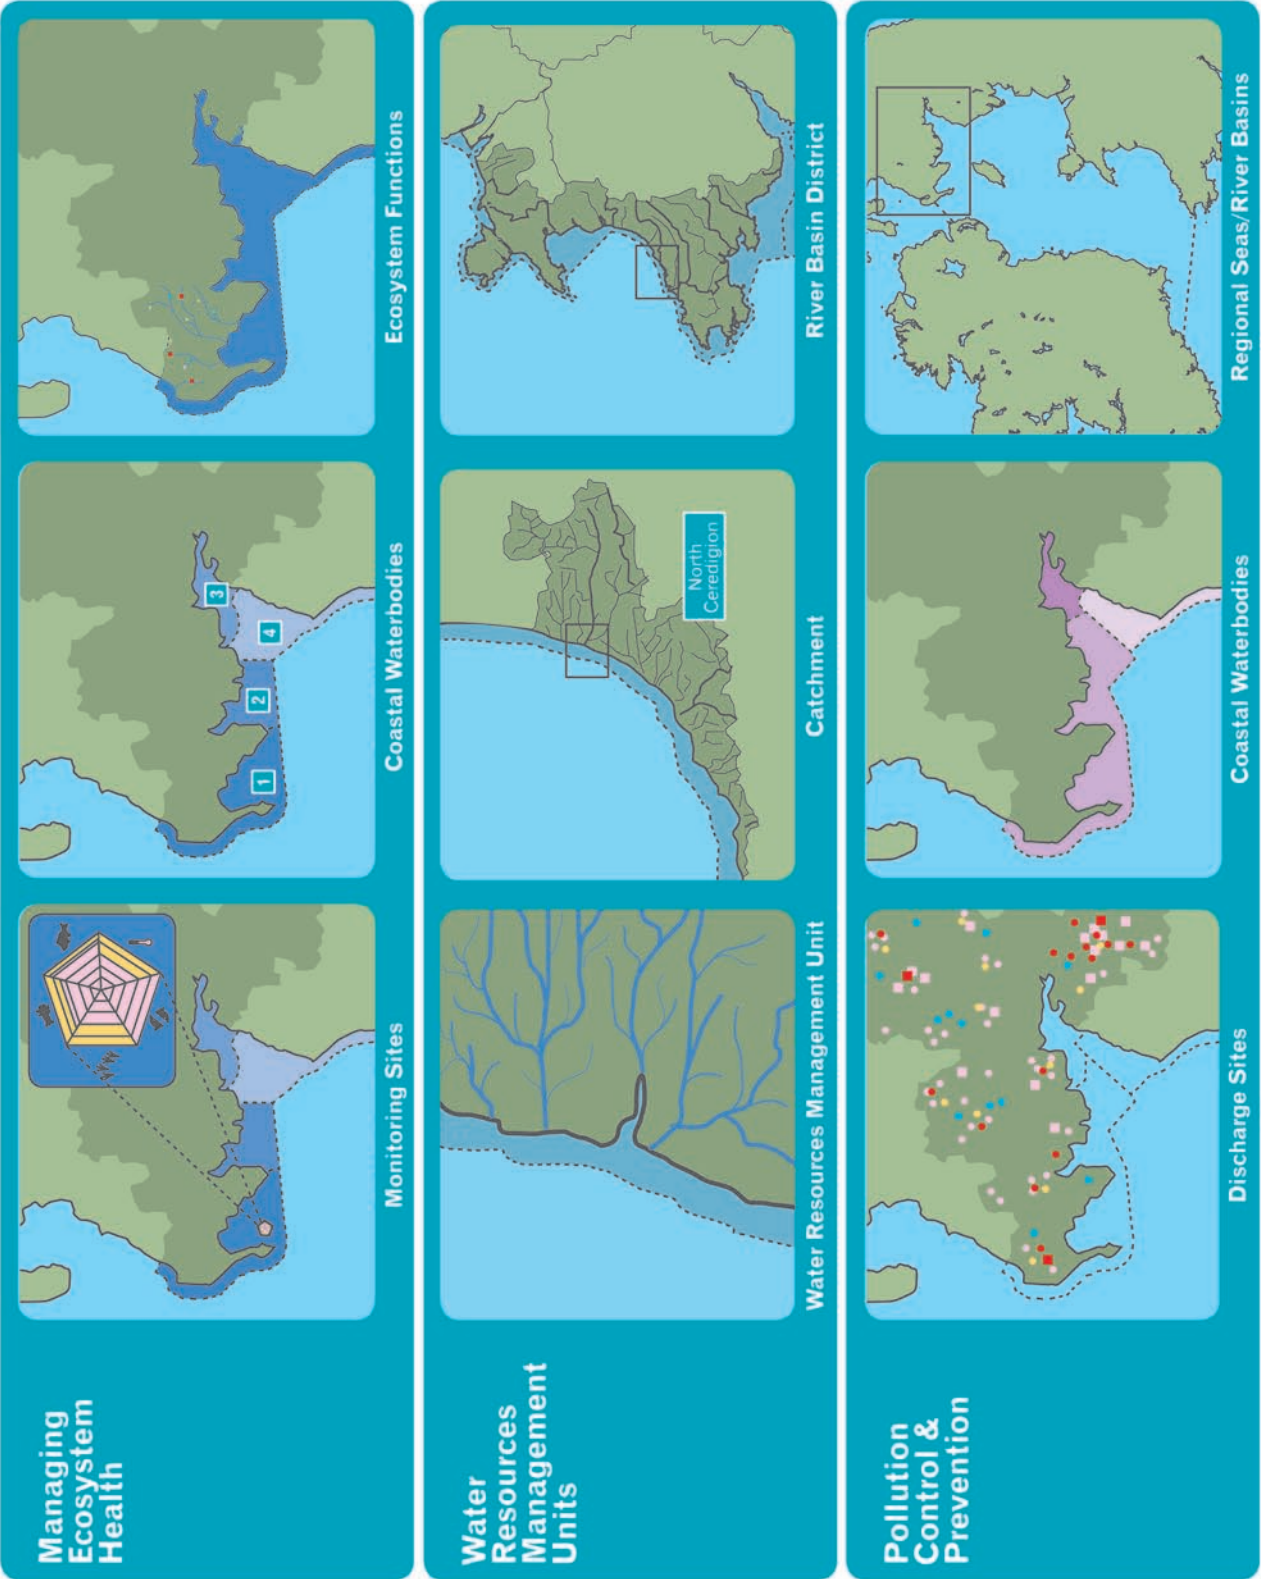 Managing
Ecosystem
Health
Monitoring Sites
1
2
3
4
Coastal Waterbodies
Ecosystem Functions
Water
Resources
Management
Units
Water Resources Management Unit
North
Ceredigion
Catchment
River Basin District
Pollution
Control &
Prevention
Discharge Sites
Coastal Waterbodies
Regional Seas/River Basins